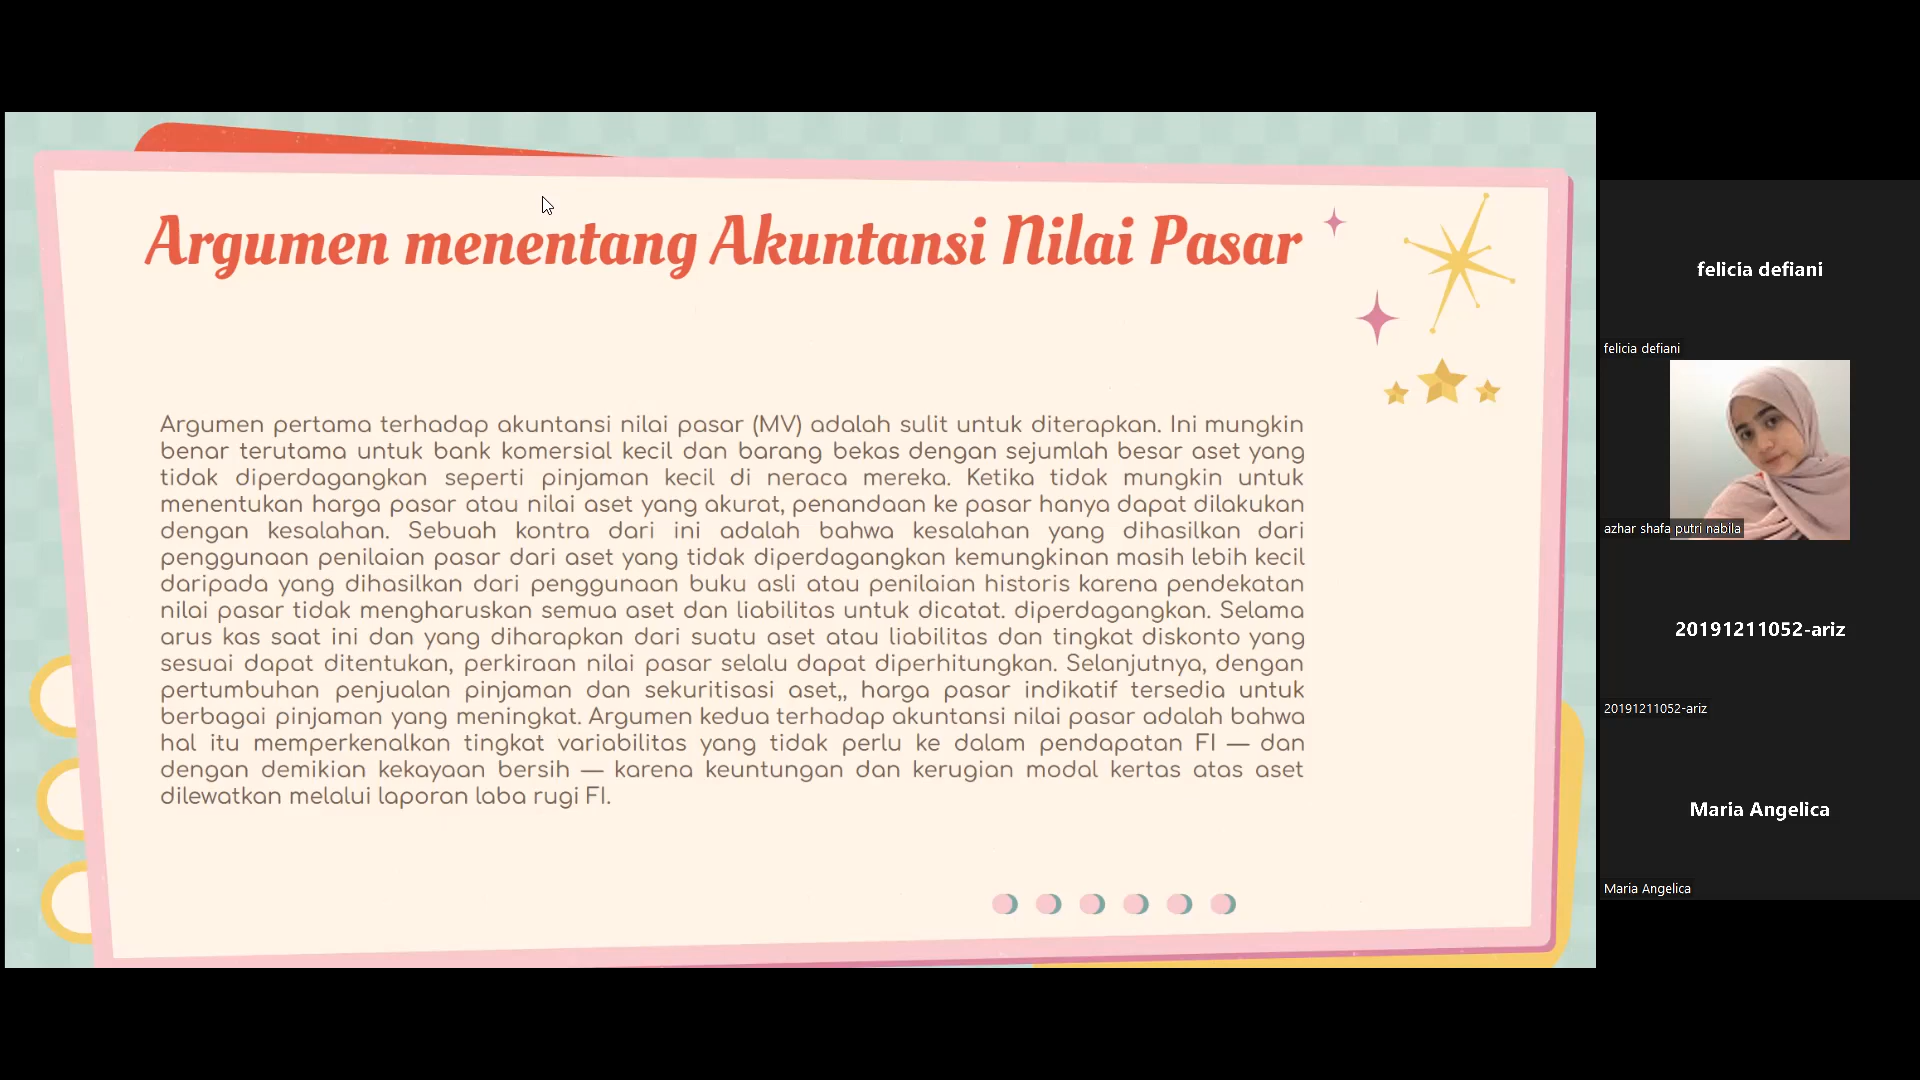 Argumen menentang Akuntansi Nilai Pasar
Argumen pertama terhadap akuntansi nilai pasar (MV) adalah sulit untuk diterapkan. Ini mungkin
benar terutama untuk bank komersial kecil dan barang bekas dengan sejumlah besar aset yang
tidak diperdagangkan seperti pinjaman kecil di neraca mereka. Ketika tidak mungkin untuk
menentukan harga pasar atau nilai aset yang akurat, penandaan ke pasar hanya dapat dilakukan
dengan kesalahan. Sebuah kontra dari ini adalah bahwa kesalahan yang dihasilkan dari
penggunaan penilaian pasar dari aset yang tidak diperdagangkan kemungkinan masih lebih kecil
daripada yang dihasilkan dari penggunaan buku asli atau penilaian historis karena pendekatan
nilai pasar tidak mengharuskan semua aset dan liabilitas untuk dicatat. diperdagangkan. Selama
arus kas saat ini dan yang diharapkan dari suatu aset atau liabilitas dan tingkat diskonto yang
sesuai dapat ditentukan, perkiraan nilai pasar selalu dapat diperhitungkan. Selanjutnya, dengan
pertumbuhan penjualan pinjaman dan sekuritisasi aset,, harga pasar indikatif tersedia untuk
berbagai pinjaman yang meningkat. Argumen kedua terhadap akuntansi nilai pasar adalah bahwa
hal itu memperkenalkan tingkat variabilitas yang tidak perlu ke dalam pendapatan FI — dan
dengan demikian kekayaan bersih — karena keuntungan dan kerugian modal kertas atas aset
dilewatkan melalui laporan laba rugi FI.
felicia defiani
felicia defiani
azhar shafa putri nabila
20191211052-ariz
20191211052-ariz
Maria Angelica
Maria Angelica